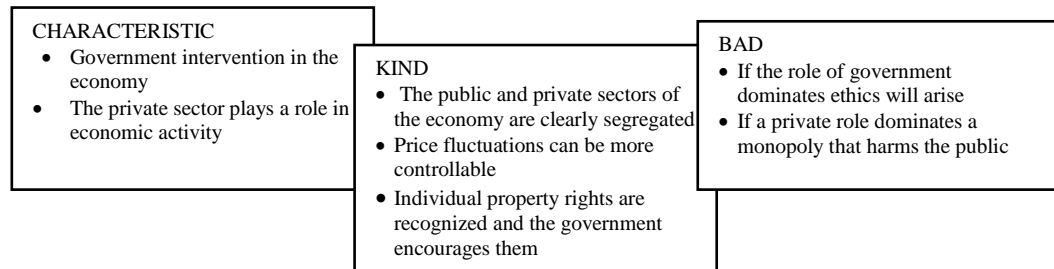 CHARACTERISTIC
• Government intervention in the
economy
• The private sector plays a role in
economic activity
KIND
• The public and private sectors of
the economy are clearly segregated
• Price fluctuations can be more
controllable
• Individual property rights are
recognized and the government
encourages them
BAD
• If the role of government
dominates ethics will arise
• If a private role dominates a
monopoly that harms the public